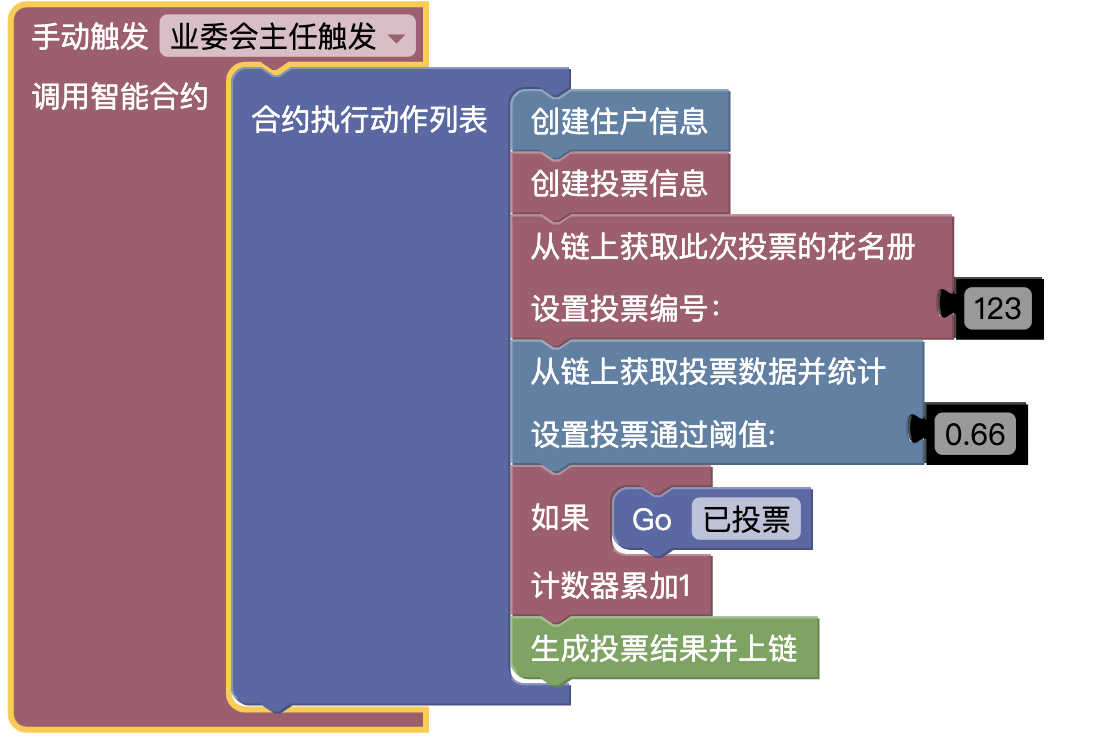 手动触发 业委会主任触发
调用智能合约
合约执行动作列表
创建住户信息
创建投票信息
从链上获取此次投票的花名册
设置投票编号： 123
从链上获取投票数据并统计
设置投票通过阈值: 0.66
如果 Go 已投票
计数器累加1
生成投票结果并上链